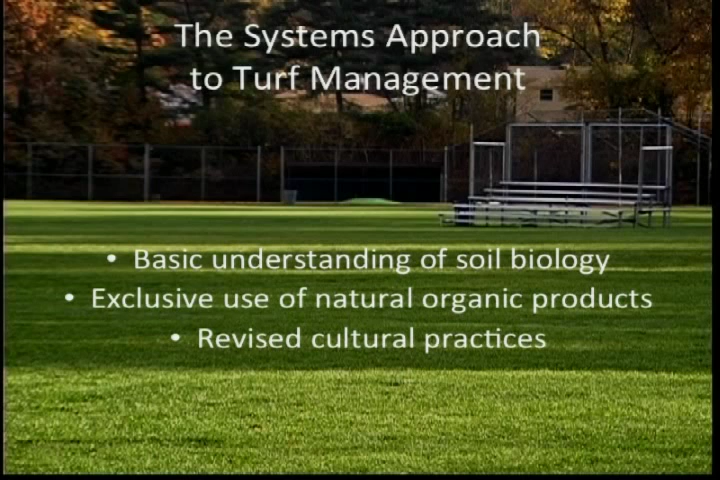 The Systems Approach
to Turf Management
• Basic understanding of soil biology
• Exclusive use of natural organic products
• Revised cultural practices